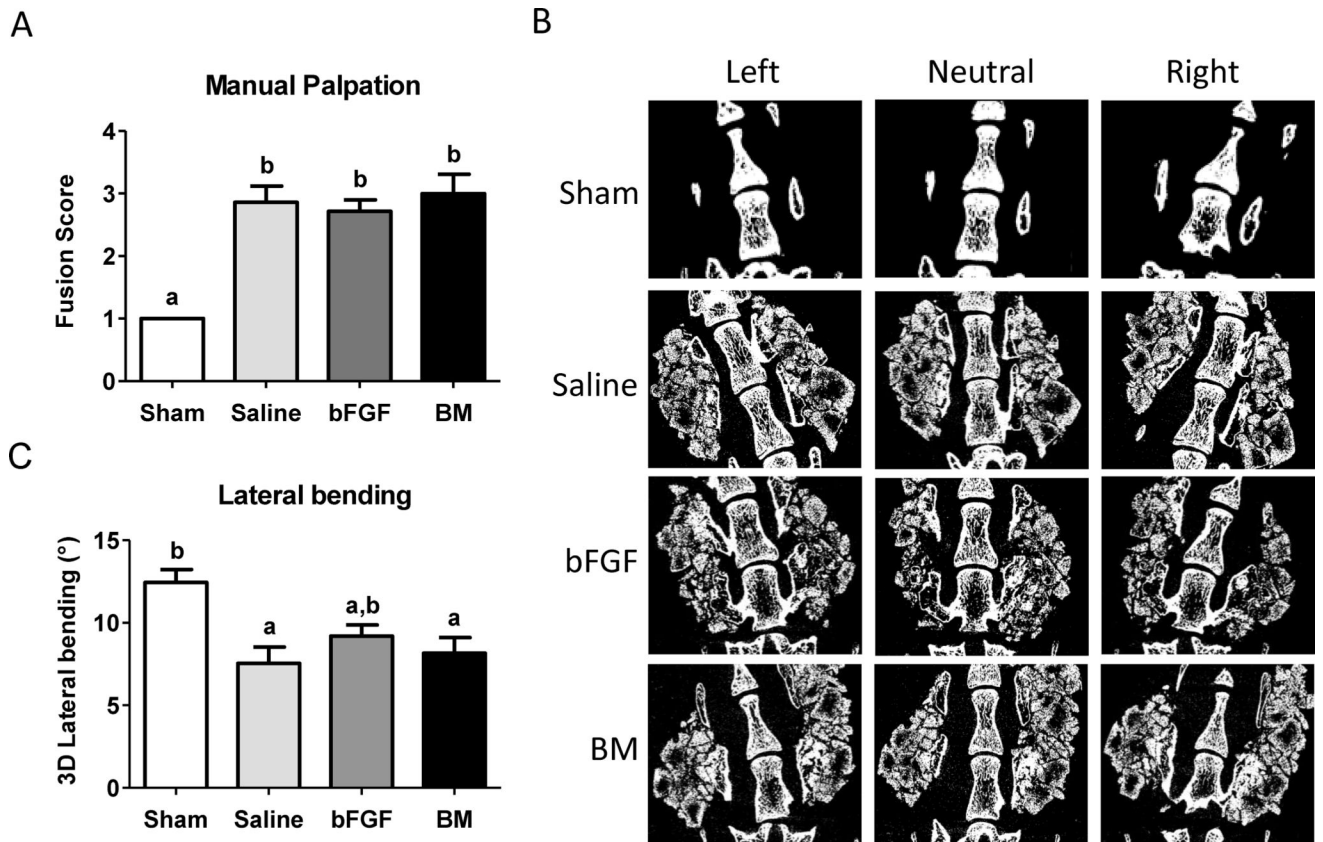 A
Manual Palpation
Fusion Score
4
3
2
1
0
a
b
b
b
Sham
Saline
bFGF
BM
B
Left
Neutral
Right
Sham
Saline
bFGF
BM
C
Lateral bending
3D Lateral bending (°)
15
10
5
0
b
a
a,b
a
Sham
Saline
bFGF
BM